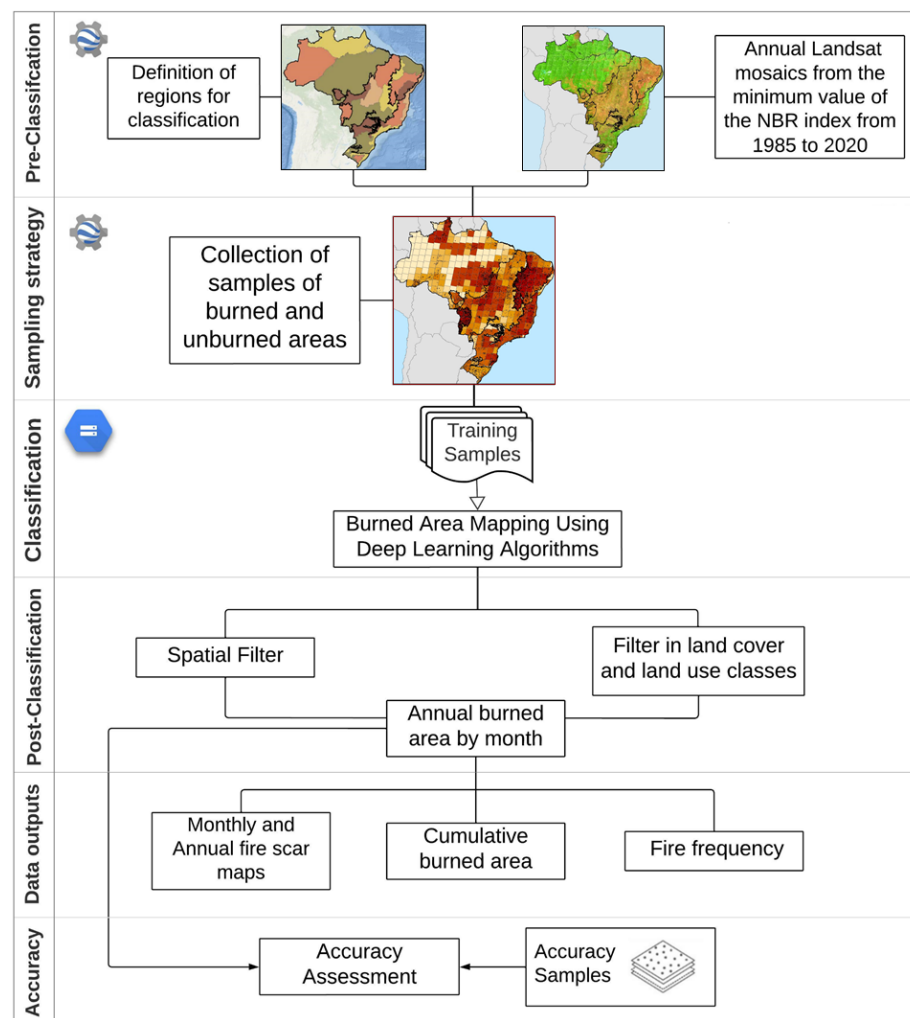 Pre-Classifcation
Definition of
regions for
classification
Annual Landsat
mosaics from the
minimum value of
the NBR index from
1985 to 2020
Sampling strategy
Collection of
samples of
burned and
unburned areas
Classification
Training
Samples
Burned Area Mapping Using
Deep Learning Algorithms
Post-Classification
Spatial Filter
Filter in land cover
and land use classes
Annual burned
area by month
Data outputs
Monthly and
Annual fire scar
maps
Cumulative
burned area
Fire frequency
Accuracy
Accuracy
Assessment
Accuracy
Samples